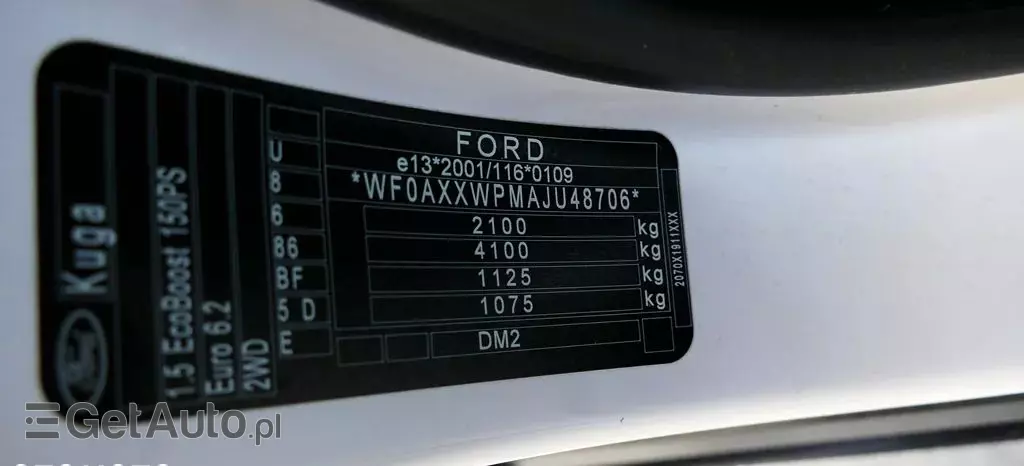 Ford
Kuga
1.5 EcoBoost 150PS
Euro 6.2
2WD
U
8
6
86
BF
5 D
E
FORD
e13*2001/116*0109
*WF0AXXWPMAJU48706*
2100 kg
4100 kg
1125 kg
1075 kg
DM2
2070X1911XXX
GetAuto.pl